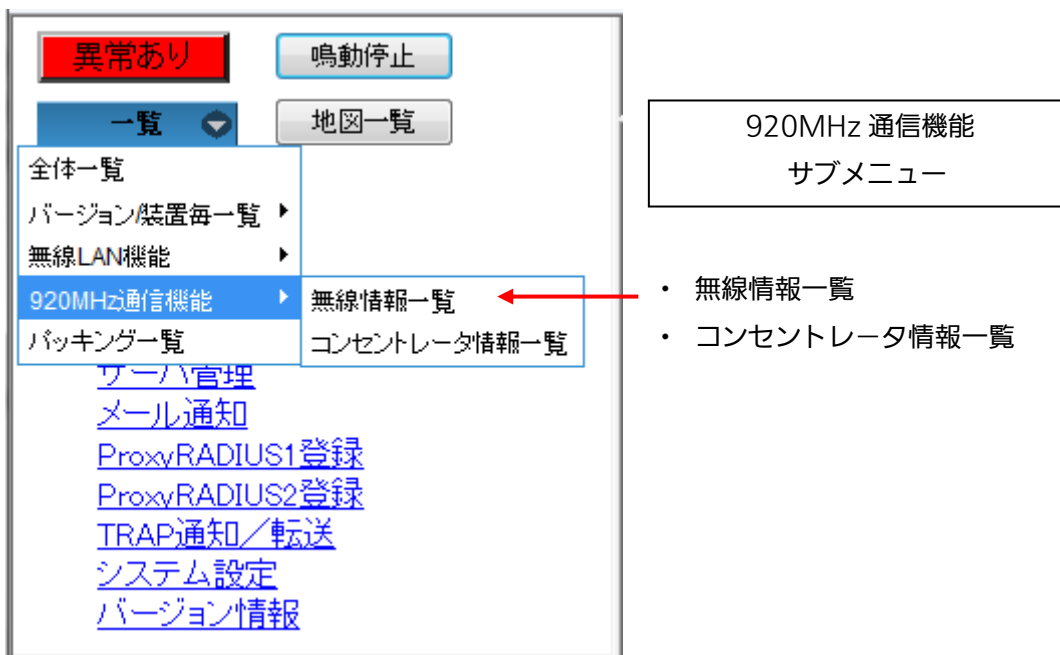 異常あり
鳴動停止
一覧
地図一覧
全体一覧
バージョン/装置毎一覧
無線LAN機能
920MHz通信機能
パッキング一覧
無線情報一覧
コンセントレータ情報一覧
サーバ管理
メール通知
ProxyRADIUS1登録
ProxyRADIUS2登録
TRAP通知／転送
システム設定
バージョン情報
920MHz 通信機能
サブメニュー
・ 無線情報一覧
・ コンセントレータ情報一覧